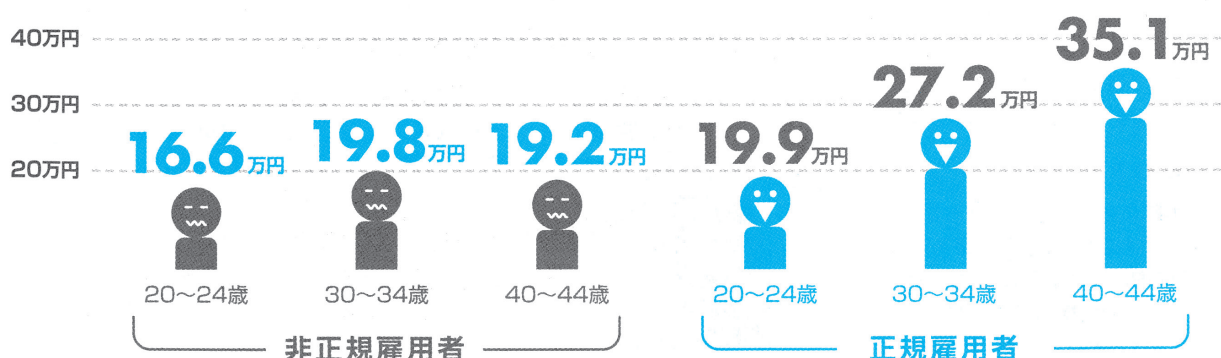 40万円
30万円
20万円
16.6万円
19.8万円
19.2万円
19.9万円
27.2万円
35.1万円
20〜24歳
30〜34歳
40〜44歳
20〜24歳
30〜34歳
40〜44歳
非正規雇用者
正規雇用者